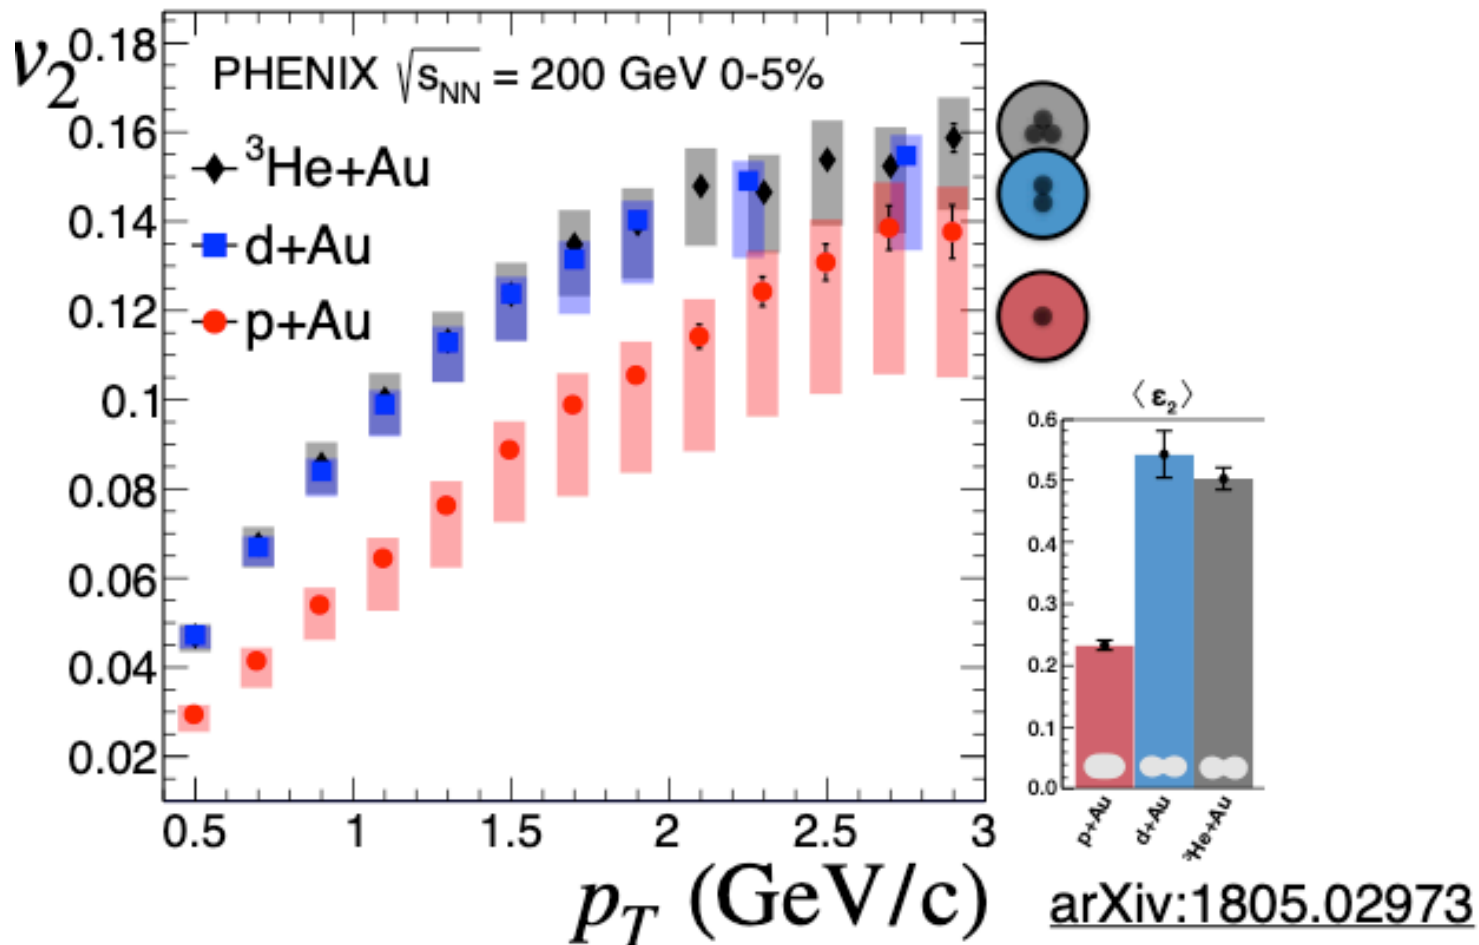 v2
PHENIX √sNN = 200 GeV 0-5%
³He+Au
d+Au
p+Au
0.18
0.16
0.14
0.12
0.1
0.08
0.06
0.04
0.02
0.5 1 1.5 2 2.5 3
pT (GeV/c)
⟨ε2⟩
0.6
0.5
0.4
0.3
0.2
0.1
0.0
p+Au
d+Au
³He+Au
arXiv:1805.02973